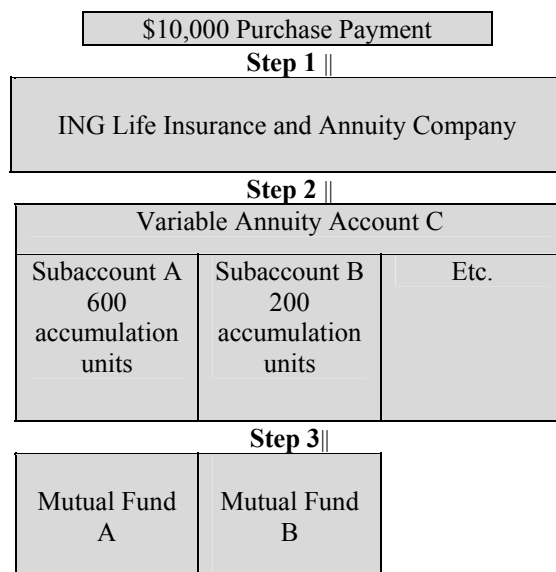 $10,000 Purchase Payment
Step 1 ||
ING Life Insurance and Annuity Company
Step 2 ||
Variable Annuity Account C
Subaccount A
600
accumulation
units
Subaccount B
200
accumulation
units
Etc.
Step 3||
Mutual Fund
A
Mutual Fund
B